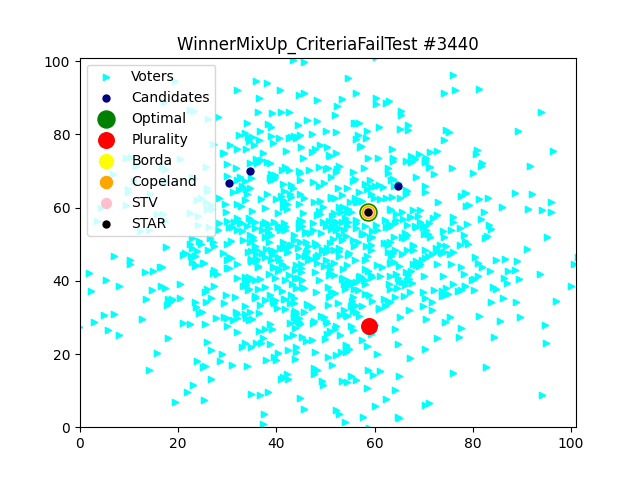 WinnerMixUp_CriteriaFailTest #3440
100
80
60
40
20
0
0
20
40
60
80
100
Voters
Candidates
Optimal
Plurality
Borda
Copeland
STV
STAR